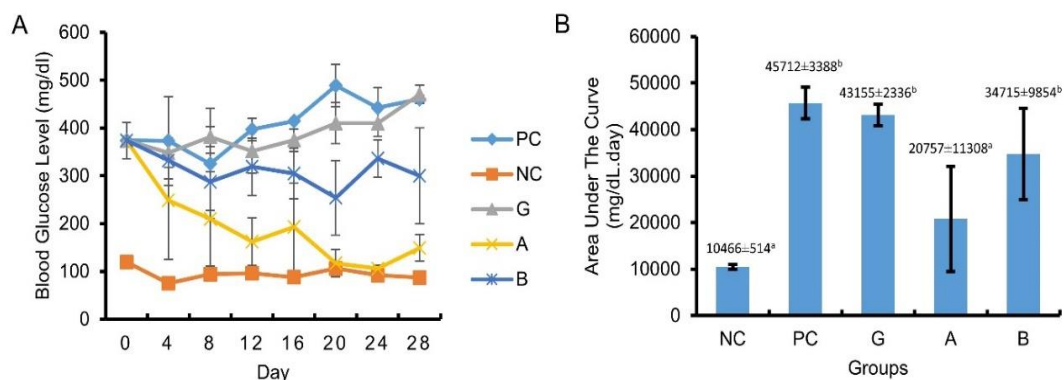 A
Blood Glucose Level (mg/dl)
600
500
400
300
200
100
0
0 4 8 12 16 20 24 28
Day
PC
NC
G
A
B
B
Area Under The Curve
(mg/dL.day)
60000
50000
40000
30000
20000
10000
0
10466±514ᵃ
45712±3388ᵇ
43155±2336ᵇ
20757±11308ᵃ
34715±9854ᵇ
NC PC G A B
Groups